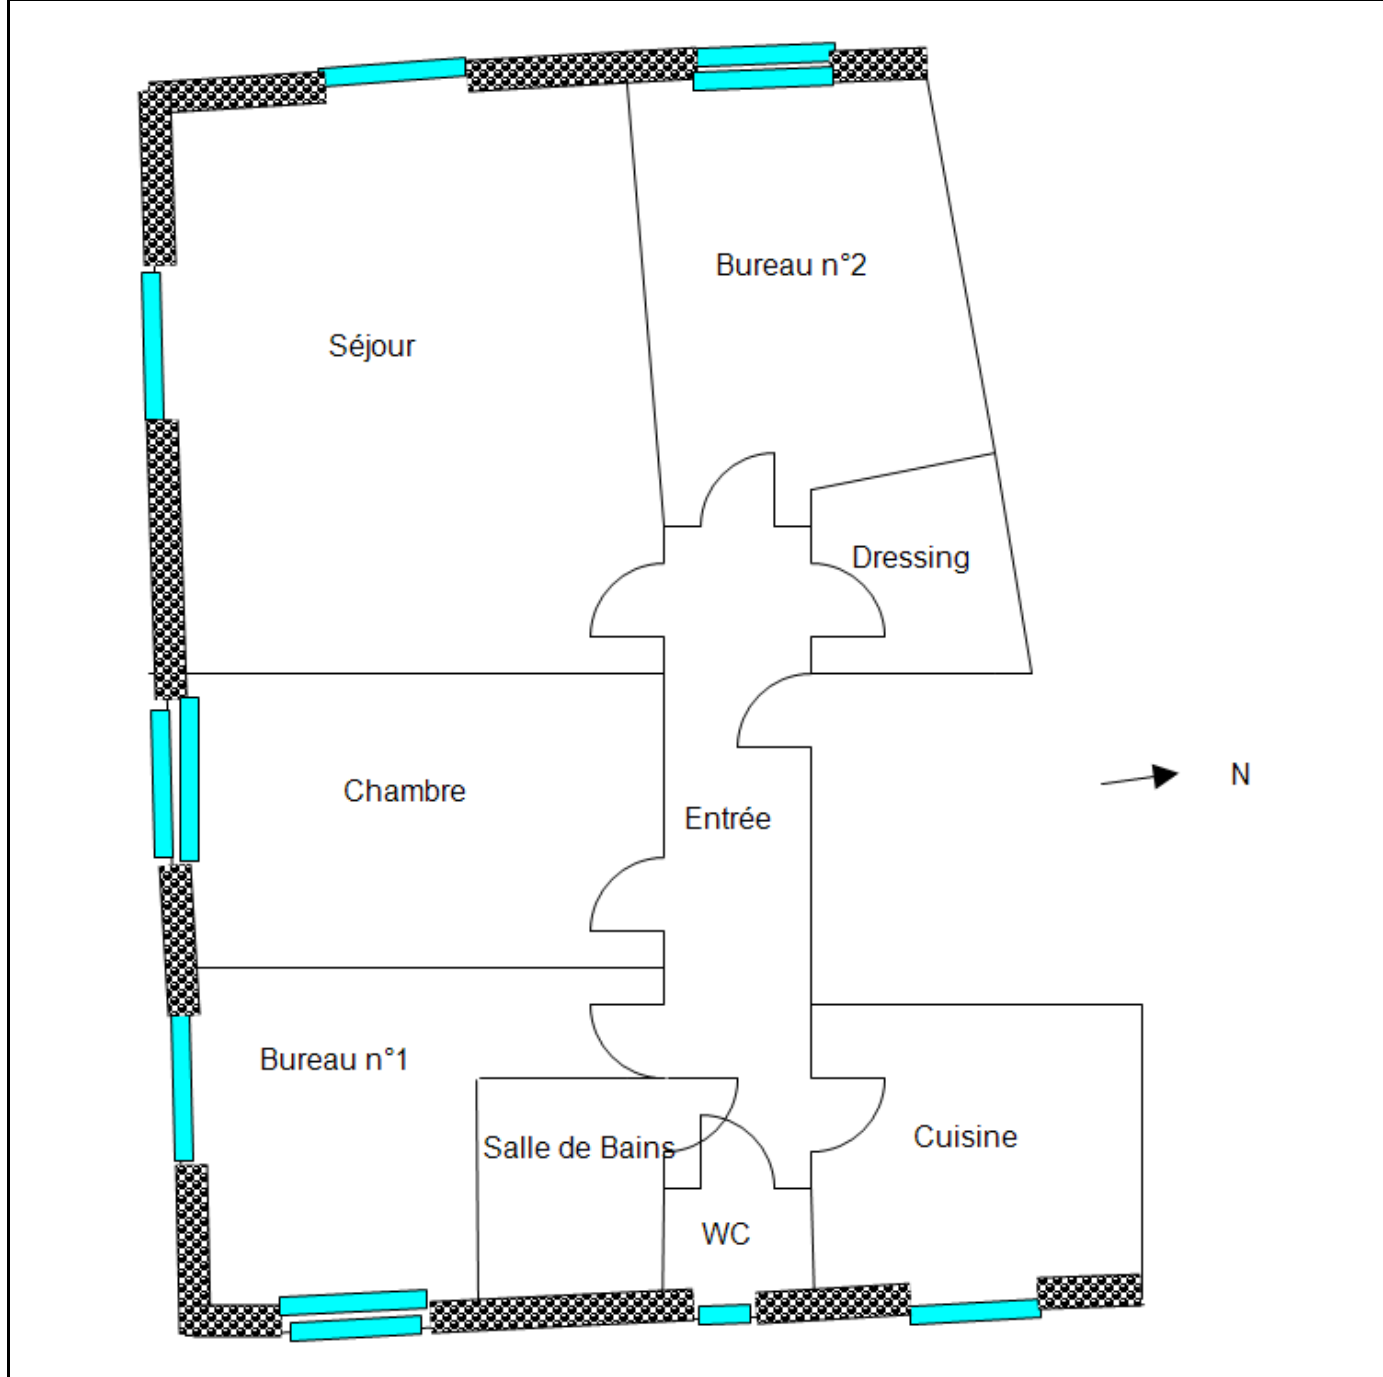 Bureau n°2
Séjour
Dressing
Chambre
Entrée
N
Bureau n°1
Salle de Bains
Cuisine
WC